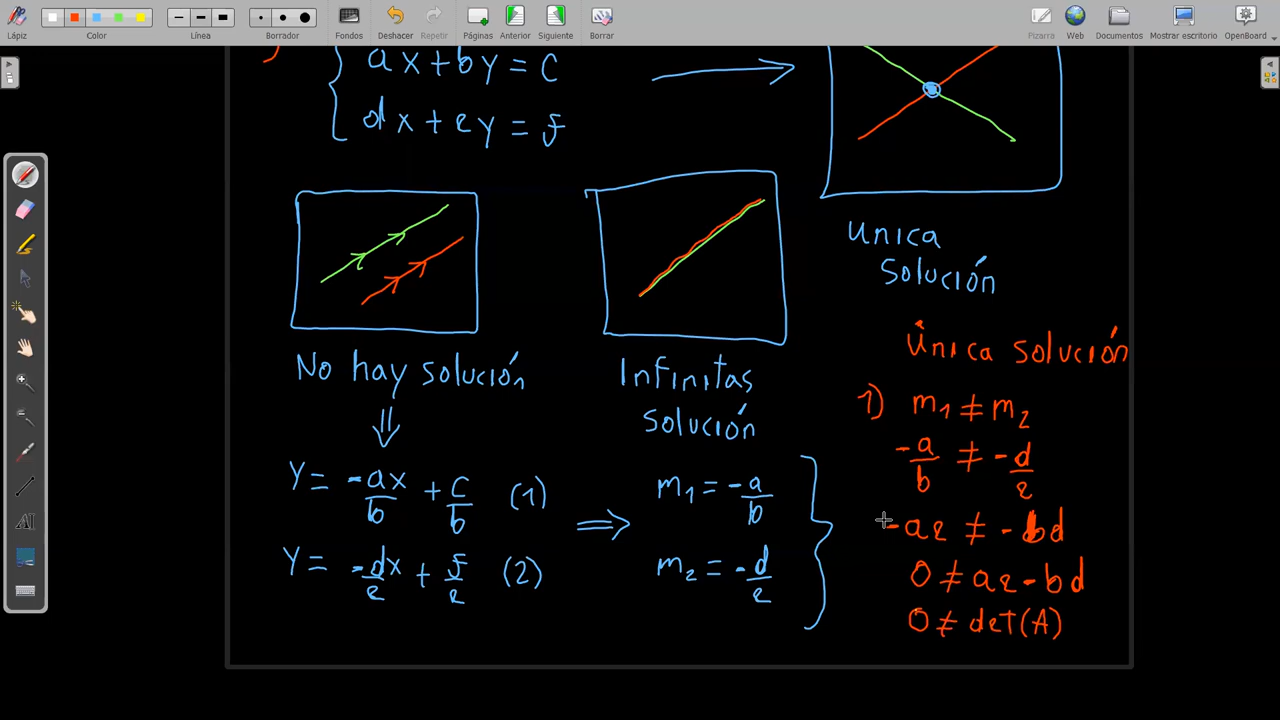 Lápiz Color Línea Borrador Fondos Deshacer Repetir Páginas Anterior Siguiente Borrar Pizarra Web Documentos Mostrar escritorio OpenBoard
ax+by=c
dx+ey=f
única
solución
No hay solución
Infinitas
solución
Única solución
1) m1 ≠ m2
-a/b ≠ -d/e
-ae ≠ -bd
0 ≠ ae-bd
0 ≠ det(A)
Y = -ax/b + c/b (1)
Y = -dx/e + f/e (2)
m1 = -a/b
m2 = -d/e